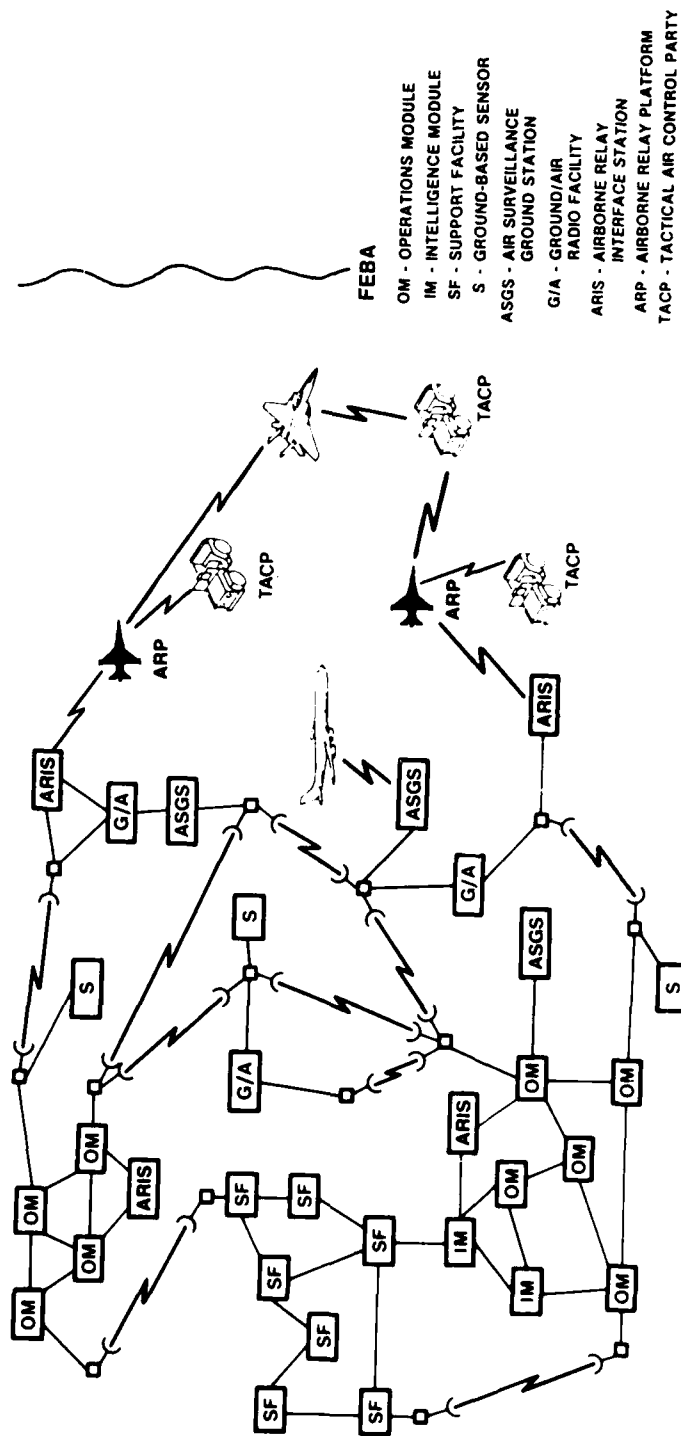 OM
OM
ARIS
OM
OM
S
G/A
ARIS
ARP
ASGS
SF
G/A
S
SF
SF
TACP
SF
SF
SF
SF
ASGS
IM
ARIS
G/A
ARP
TACP
IM
OM
OM
ASGS
ARIS
TACP
OM
OM
OM
S
FEBA
OM - OPERATIONS MODULE
IM - INTELLIGENCE MODULE
SF - SUPPORT FACILITY
S - GROUND-BASED SENSOR
ASGS - AIR SURVEILLANCE
GROUND STATION
G/A - GROUND/AIR
RADIO FACILITY
ARIS - AIRBORNE RELAY
INTERFACE STATION
ARP - AIRBORNE RELAY PLATFORM
TACP - TACTICAL AIR CONTROL PARTY